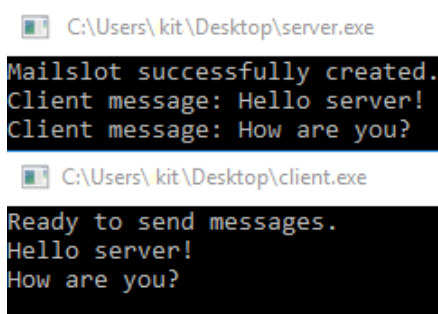 C:\Users\kit\Desktop\server.exe
Mailslot successfully created.
Client message: Hello server!
Client message: How are you?
C:\Users\kit\Desktop\client.exe
Ready to send messages.
Hello server!
How are you?